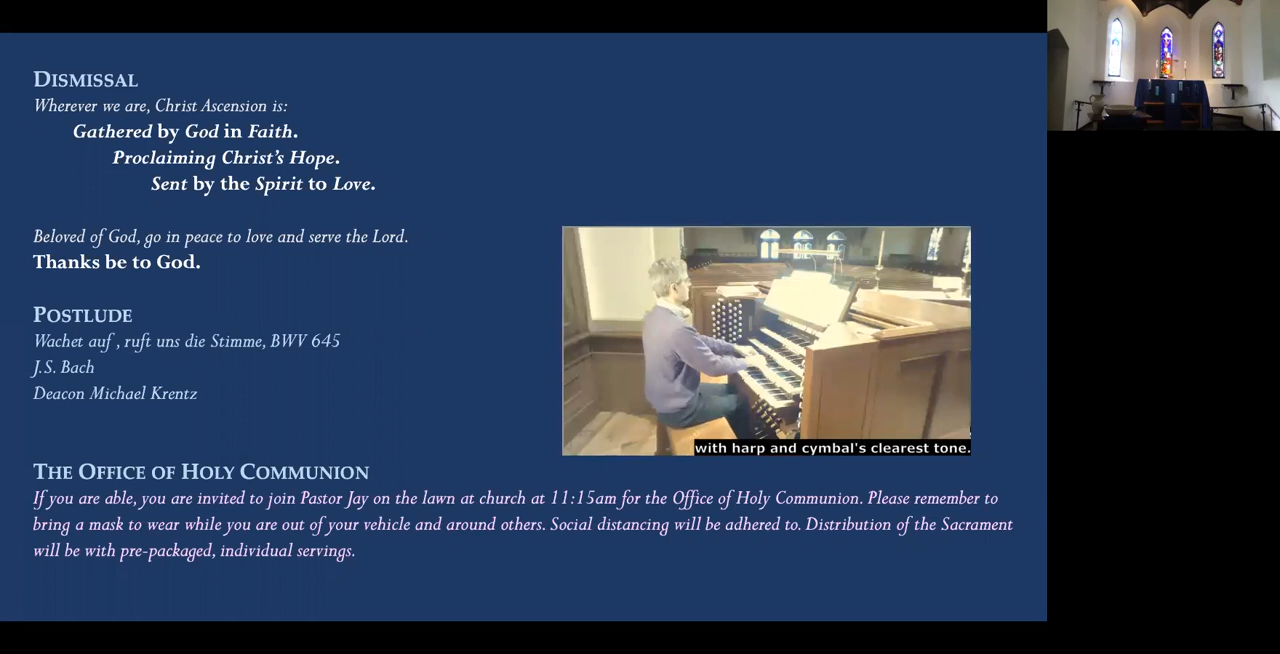 DISMISSAL
Wherever we are, Christ Ascension is:
Gathered by God in Faith.
Proclaiming Christ's Hope.
Sent by the Spirit to Love.
Beloved of God, go in peace to love and serve the Lord.
Thanks be to God.
POSTLUDE
Wachet auf , ruft uns die Stimme, BWV 645
J.S. Bach
Deacon Michael Krentz
with harp and cymbal's clearest tone.
THE OFFICE OF HOLY COMMUNION
If you are able, you are invited to join Pastor Jay on the lawn at church at 11:15am for the Office of Holy Communion. Please remember to
bring a mask to wear while you are out of your vehicle and around others. Social distancing will be adhered to. Distribution of the Sacrament
will be with pre-packaged, individual servings.